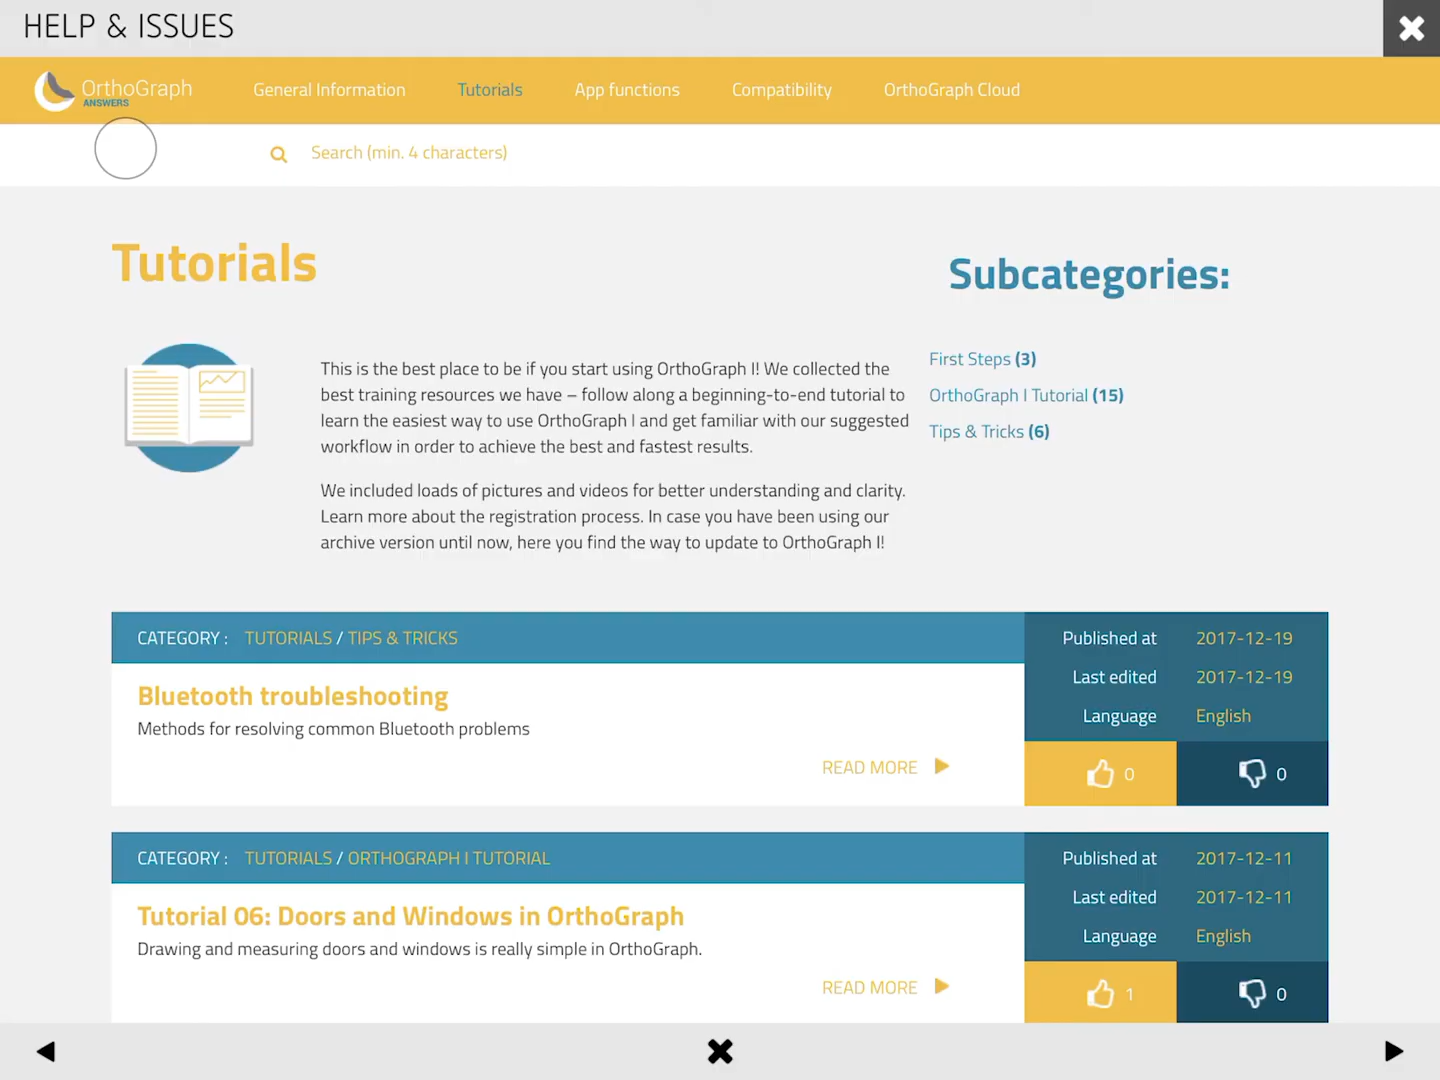 HELP & ISSUES
OrthoGraph
ANSWERS
General Information
Tutorials
App functions
Compatibility
OrthoGraph Cloud
Search (min. 4 characters)
Tutorials
This is the best place to be if you start using OrthoGraph I! We collected the
best training resources we have – follow along a beginning-to-end tutorial to
learn the easiest way to use OrthoGraph I and get familiar with our suggested
workflow in order to achieve the best and fastest results.
We included loads of pictures and videos for better understanding and clarity.
Learn more about the registration process. In case you have been using our
archive version until now, here you find the way to update to OrthoGraph I!
Subcategories:
First Steps (3)
OrthoGraph I Tutorial (15)
Tips & Tricks (6)
CATEGORY : TUTORIALS / TIPS & TRICKS
Bluetooth troubleshooting
Methods for resolving common Bluetooth problems
READ MORE
Published at 2017-12-19
Last edited 2017-12-19
Language English
0
0
CATEGORY : TUTORIALS / ORTHOGRAPH I TUTORIAL
Tutorial 06: Doors and Windows in OrthoGraph
Drawing and measuring doors and windows is really simple in OrthoGraph.
READ MORE
Published at 2017-12-11
Last edited 2017-12-11
Language English
1
0